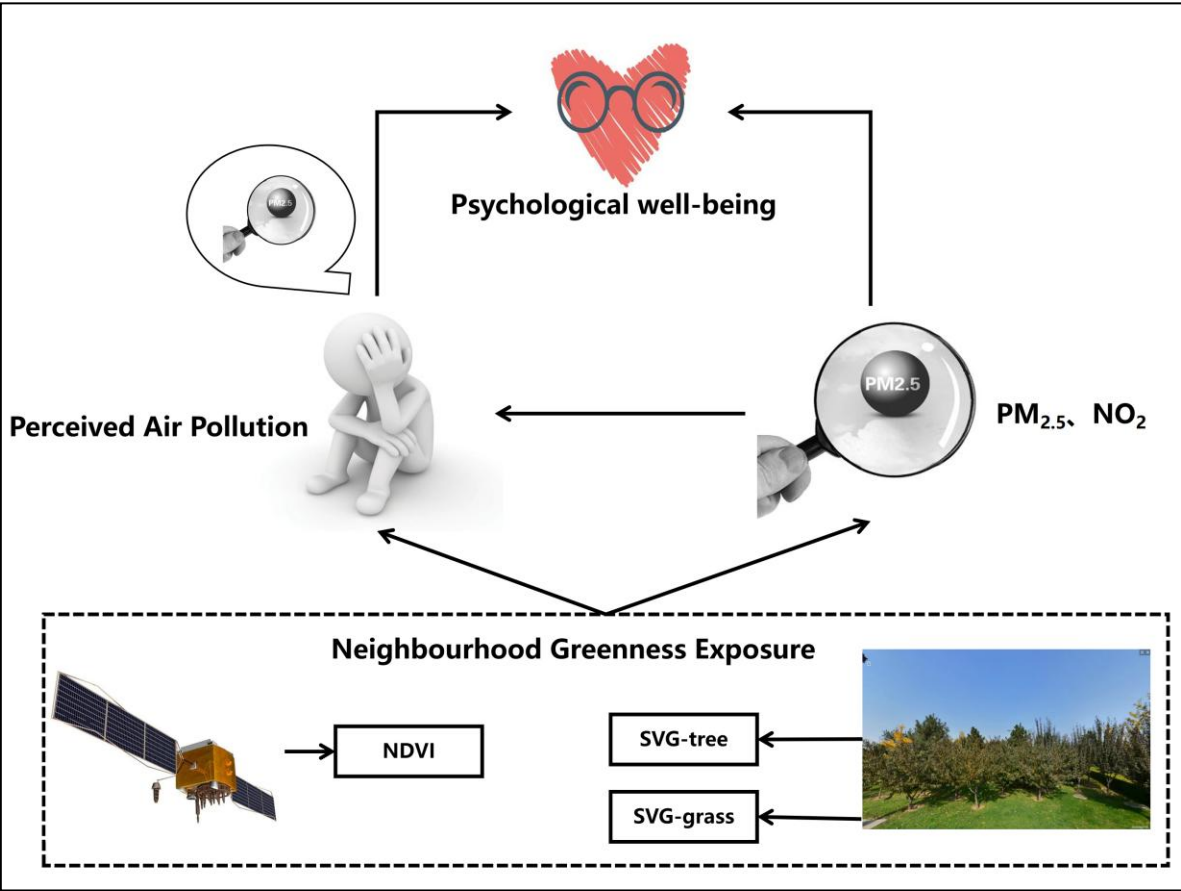 PM2.5
Psychological well-being
Perceived Air Pollution
PM2.5
PM₂.₅、NO₂
Neighbourhood Greenness Exposure
NDVI
SVG-tree
SVG-grass